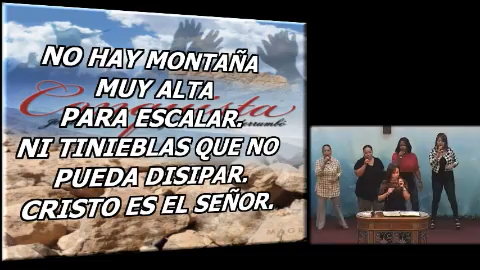 NO HAY MONTAÑA
MUY ALTA
PARA ESCALAR.
NI TINIEBLAS QUE NO
PUEDA DISIPAR.
CRISTO ES EL SEÑOR.
Conquista